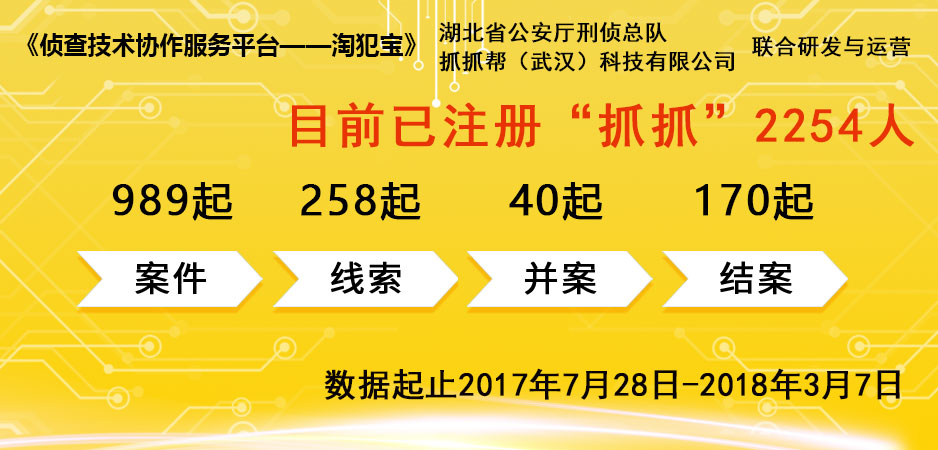 《侦查技术协作服务平台——淘犯宝》
湖北省公安厅刑侦总队
抓抓帮（武汉）科技有限公司
联合研发与运营
目前已注册“抓抓”2254人
989起 258起 40起 170起
案件 线索 并案 结案
数据起止2017年7月28日-2018年3月7日